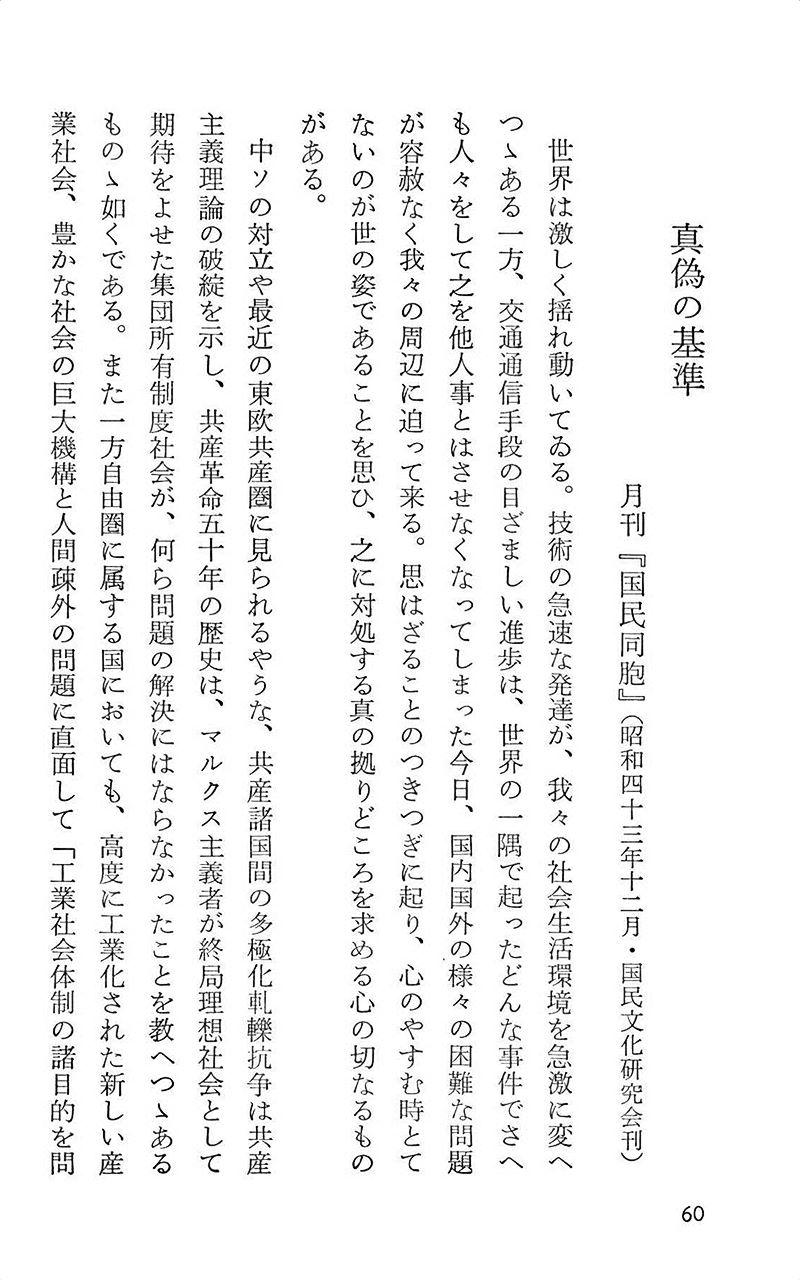 真偽の基準
月刊『国民同胞』（昭和四十三年十二月・国民文化研究会刊）
世界は激しく揺れ動いてゐる。技術の急速な発達が、我々の社会生活環境を急激に変へ
つゝある一方、交通通信手段の目ざましい進歩は、世界の一隅で起ったどんな事件でさへ
も人々をして之を他人事とはさせなくなってしまった今日、国内国外の様々の困難な問題
が容赦なく我々の周辺に迫って来る。思はざることのつきつぎに起り、心のやすむ時とて
ないのが世の姿であることを思ひ、之に対処する真の拠りどころを求める心の切なるもの
がある。
中ソの対立や最近の東欧共産圏に見られるやうな、共産諸国間の多極化軋轢抗争は共産
主義理論の破綻を示し、共産革命五十年の歴史は、マルクス主義者が終局理想社会として
期待をよせた集団所有制度社会が、何ら問題の解決にはならなかったことを教へつゝある
ものゝ如くである。また一方自由圏に属する国においても、高度に工業化された新しい産
業社会、豊かな社会の巨大機構と人間疎外の問題に直面して「工業社会体制の諸目的を問
60